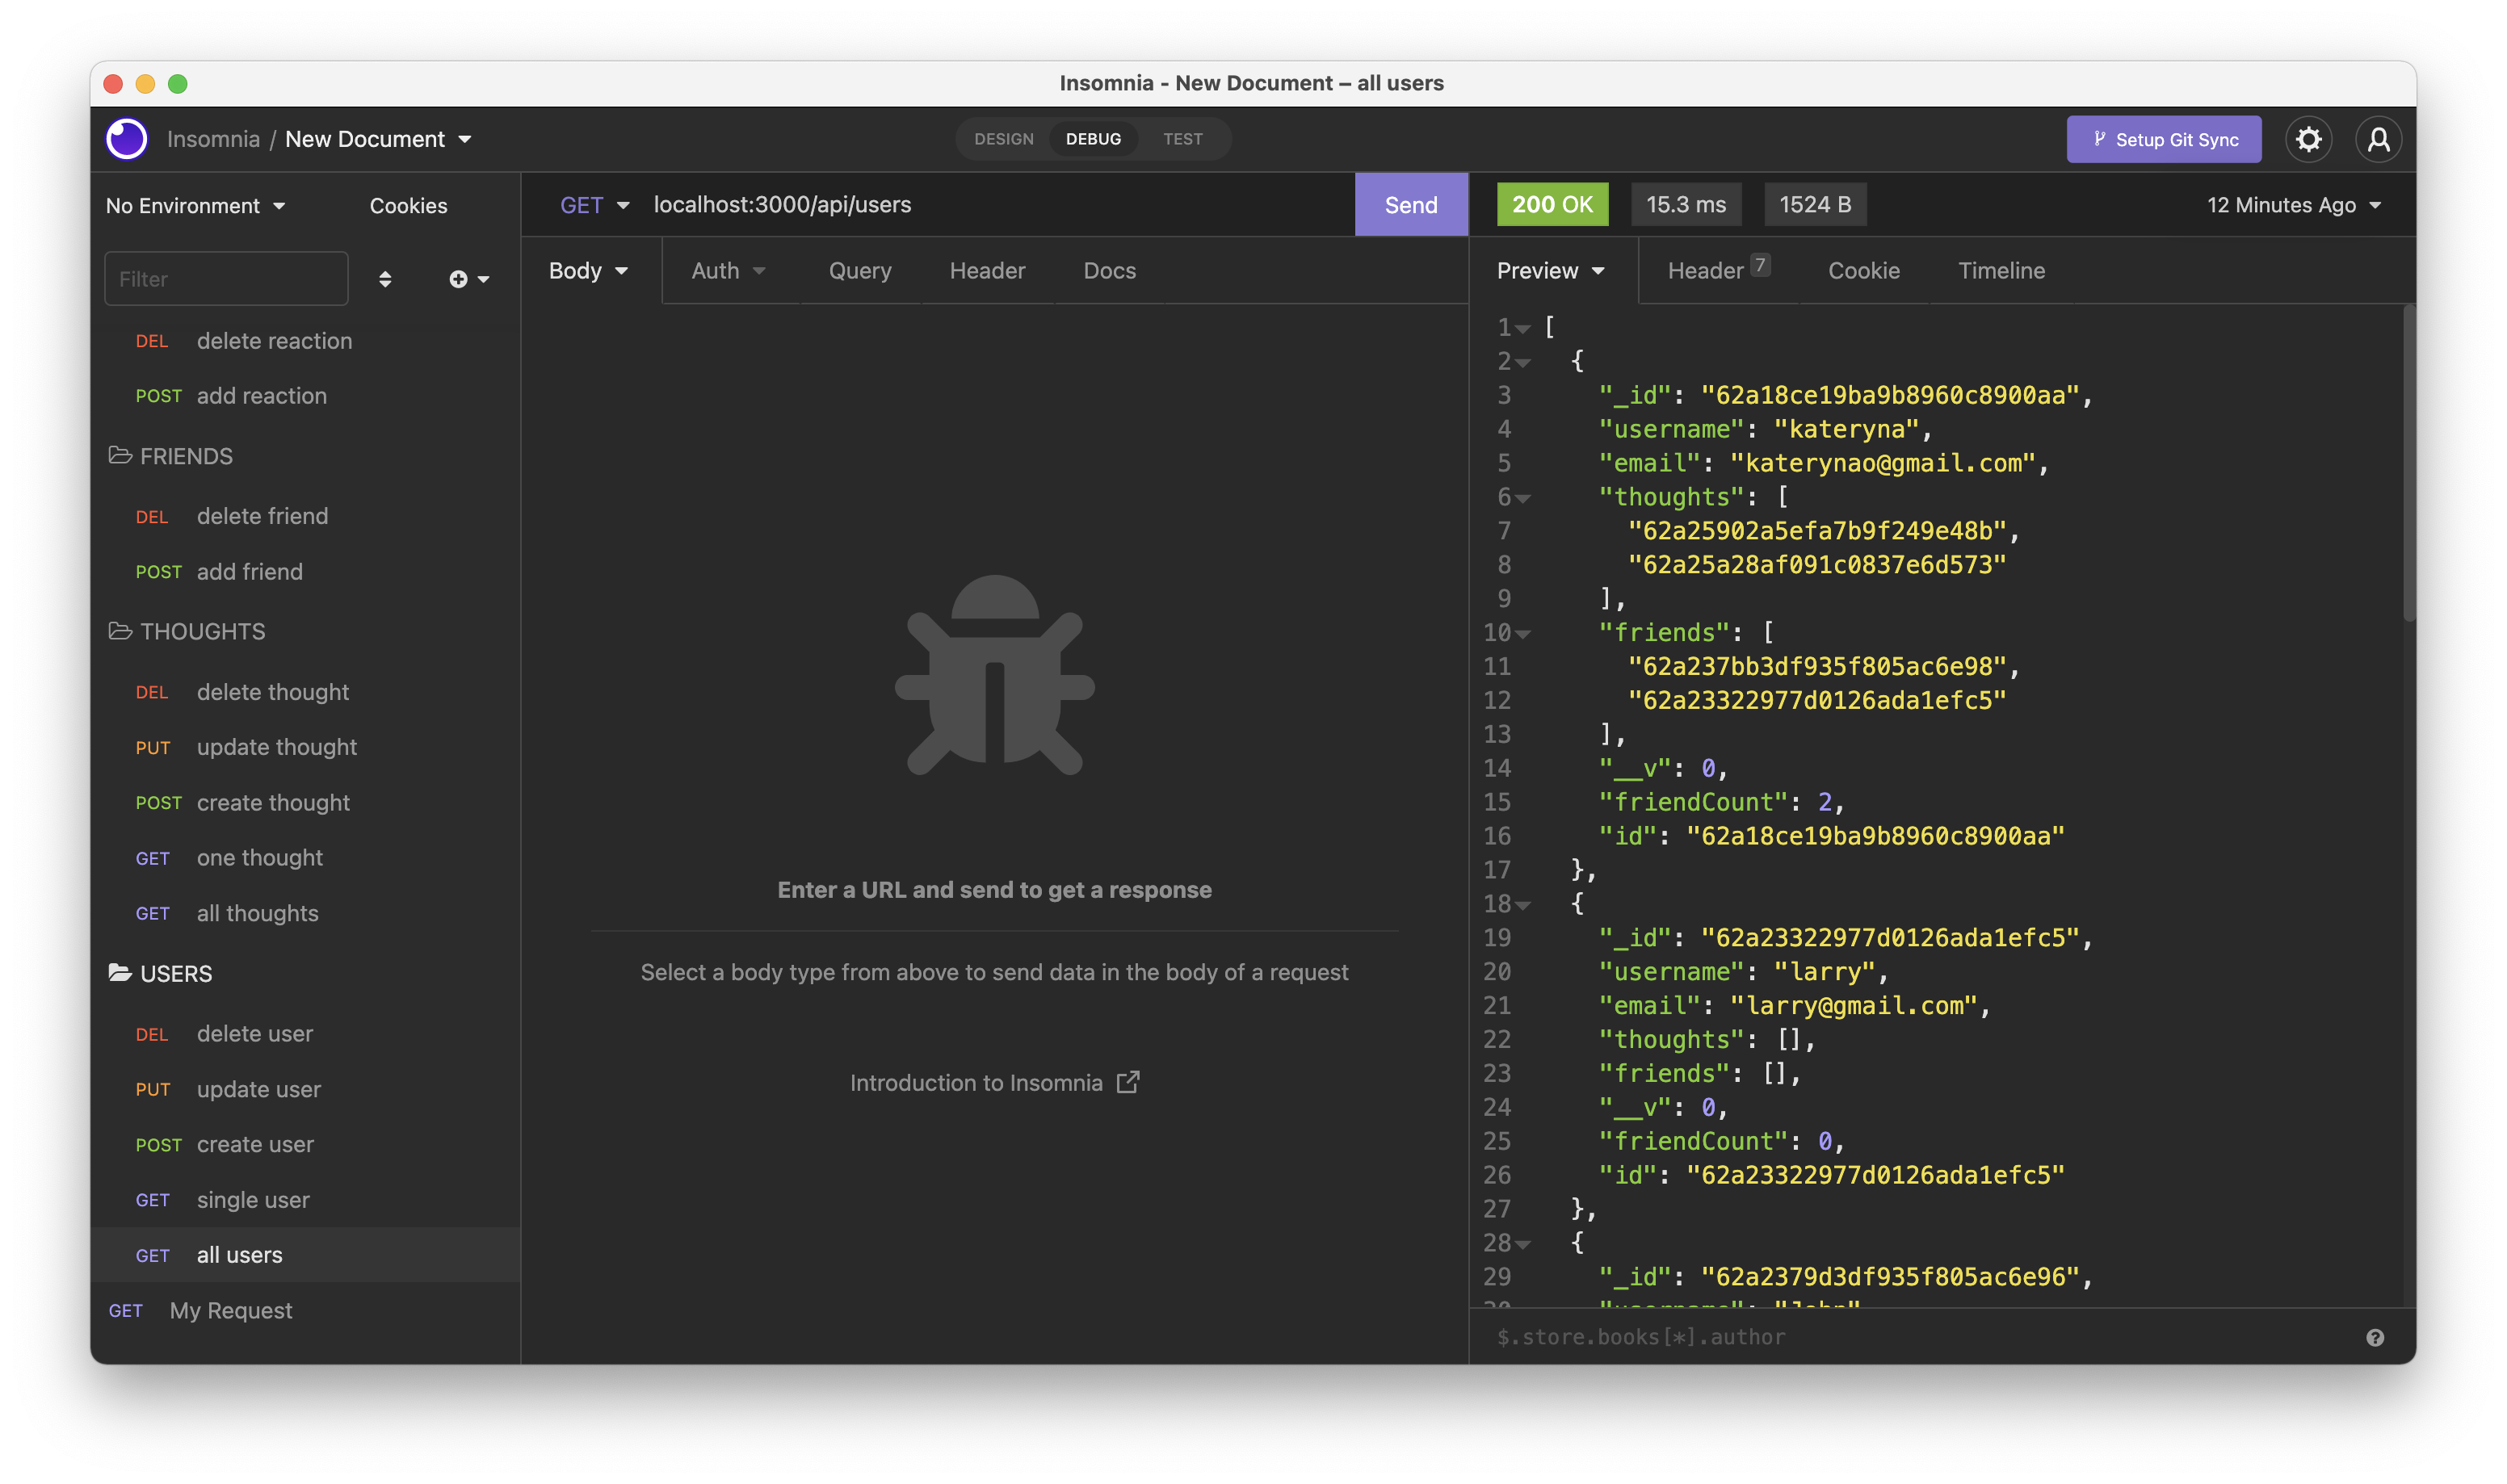 Insomnia - New Document – all users
Insomnia / New Document
DESIGN DEBUG TEST
Setup Git Sync
No Environment Cookies
Filter
DEL delete reaction
POST add reaction
FRIENDS
DEL delete friend
POST add friend
THOUGHTS
DEL delete thought
PUT update thought
POST create thought
GET one thought
GET all thoughts
USERS
DEL delete user
PUT update user
POST create user
GET single user
GET all users
GET My Request
GET localhost:3000/api/users Send
Body Auth Query Header Docs
Enter a URL and send to get a response
Select a body type from above to send data in the body of a request
Introduction to Insomnia
200 OK 15.3 ms 1524 B 12 Minutes Ago
Preview Header 7 Cookie Timeline
1 [
2 {
3 "_id": "62a18ce19ba9b8960c8900aa",
4 "username": "kateryna",
5 "email": "katerynao@gmail.com",
6 "thoughts": [
7 "62a25902a5efa7b9f249e48b",
8 "62a25a28af091c0837e6d573"
9 ],
10 "friends": [
11 "62a237bb3df935f805ac6e98",
12 "62a23322977d0126ada1efc5"
13 ],
14 "__v": 0,
15 "friendCount": 2,
16 "id": "62a18ce19ba9b8960c8900aa"
17 },
18 {
19 "_id": "62a23322977d0126ada1efc5",
20 "username": "larry",
21 "email": "larry@gmail.com",
22 "thoughts": [],
23 "friends": [],
24 "__v": 0,
25 "friendCount": 0,
26 "id": "62a23322977d0126ada1efc5"
27 },
28 {
29 "_id": "62a2379d3df935f805ac6e96",
$.store.books[*].author